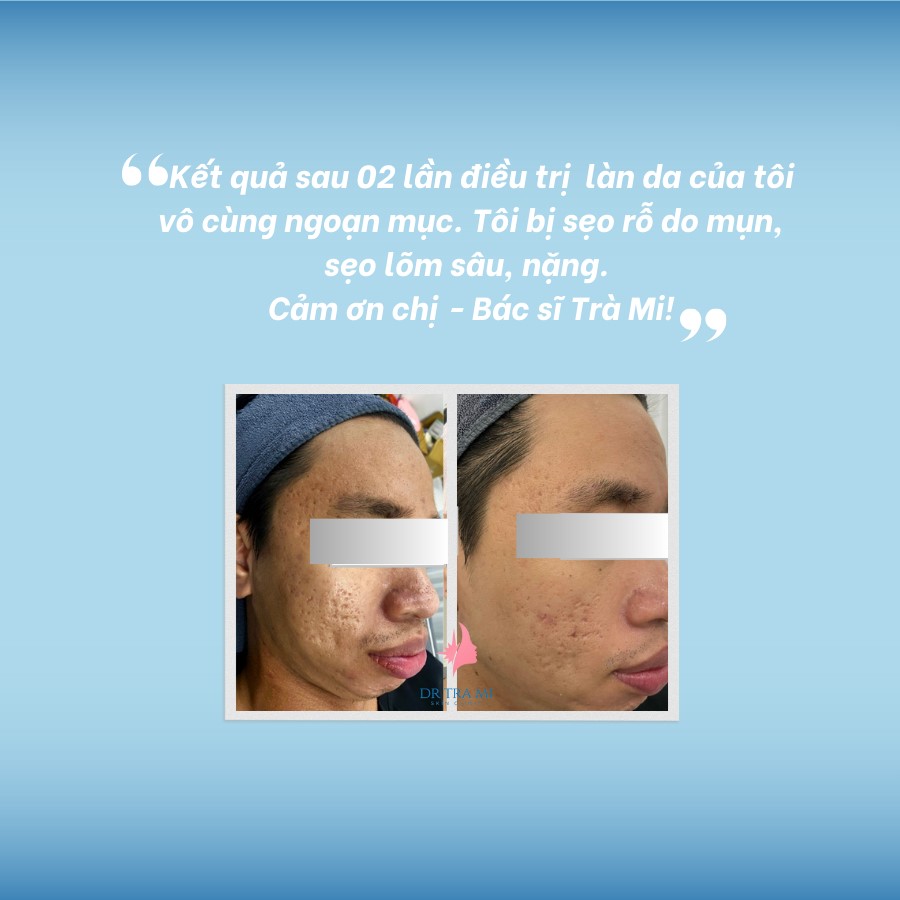 Kết quả sau 02 lần điều trị làn da của tôi
vô cùng ngoạn mục. Tôi bị sẹo rỗ do mụn,
sẹo lõm sâu, nặng.
Cảm ơn chị - Bác sĩ Trà Mi!
DR TRA MI